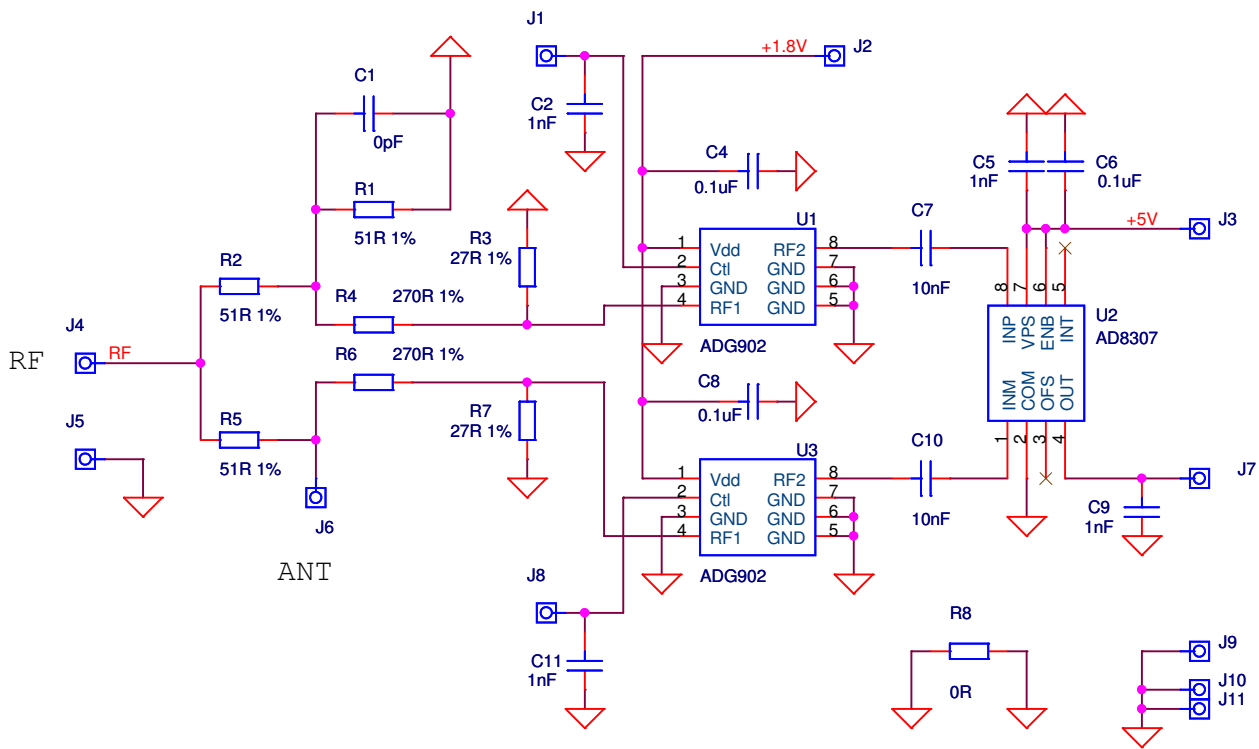 J1
+1.8V
J2
C1
0pF
C2
1nF
C4
0.1uF
C5
1nF
C6
0.1uF
R1
51R 1%
R3
27R 1%
U1
1 Vdd RF2 8
2 Ctl GND 7
3 GND GND 6
4 RF1 GND 5
ADG902
C7
10nF
+5V
J3
R2
51R 1%
R4
270R 1%
8 7 6 5
INP VPS ENB INT
U2
AD8307
INM COM OFS OUT
1 2 3 4
J4
RF
RF
R6
270R 1%
C8
0.1uF
J5
R5
51R 1%
R7
27R 1%
J6
ANT
U3
1 Vdd RF2 8
2 Ctl GND 7
3 GND GND 6
4 RF1 GND 5
ADG902
C10
10nF
J7
C9
1nF
J8
C11
1nF
R8
0R
J9
J10
J11